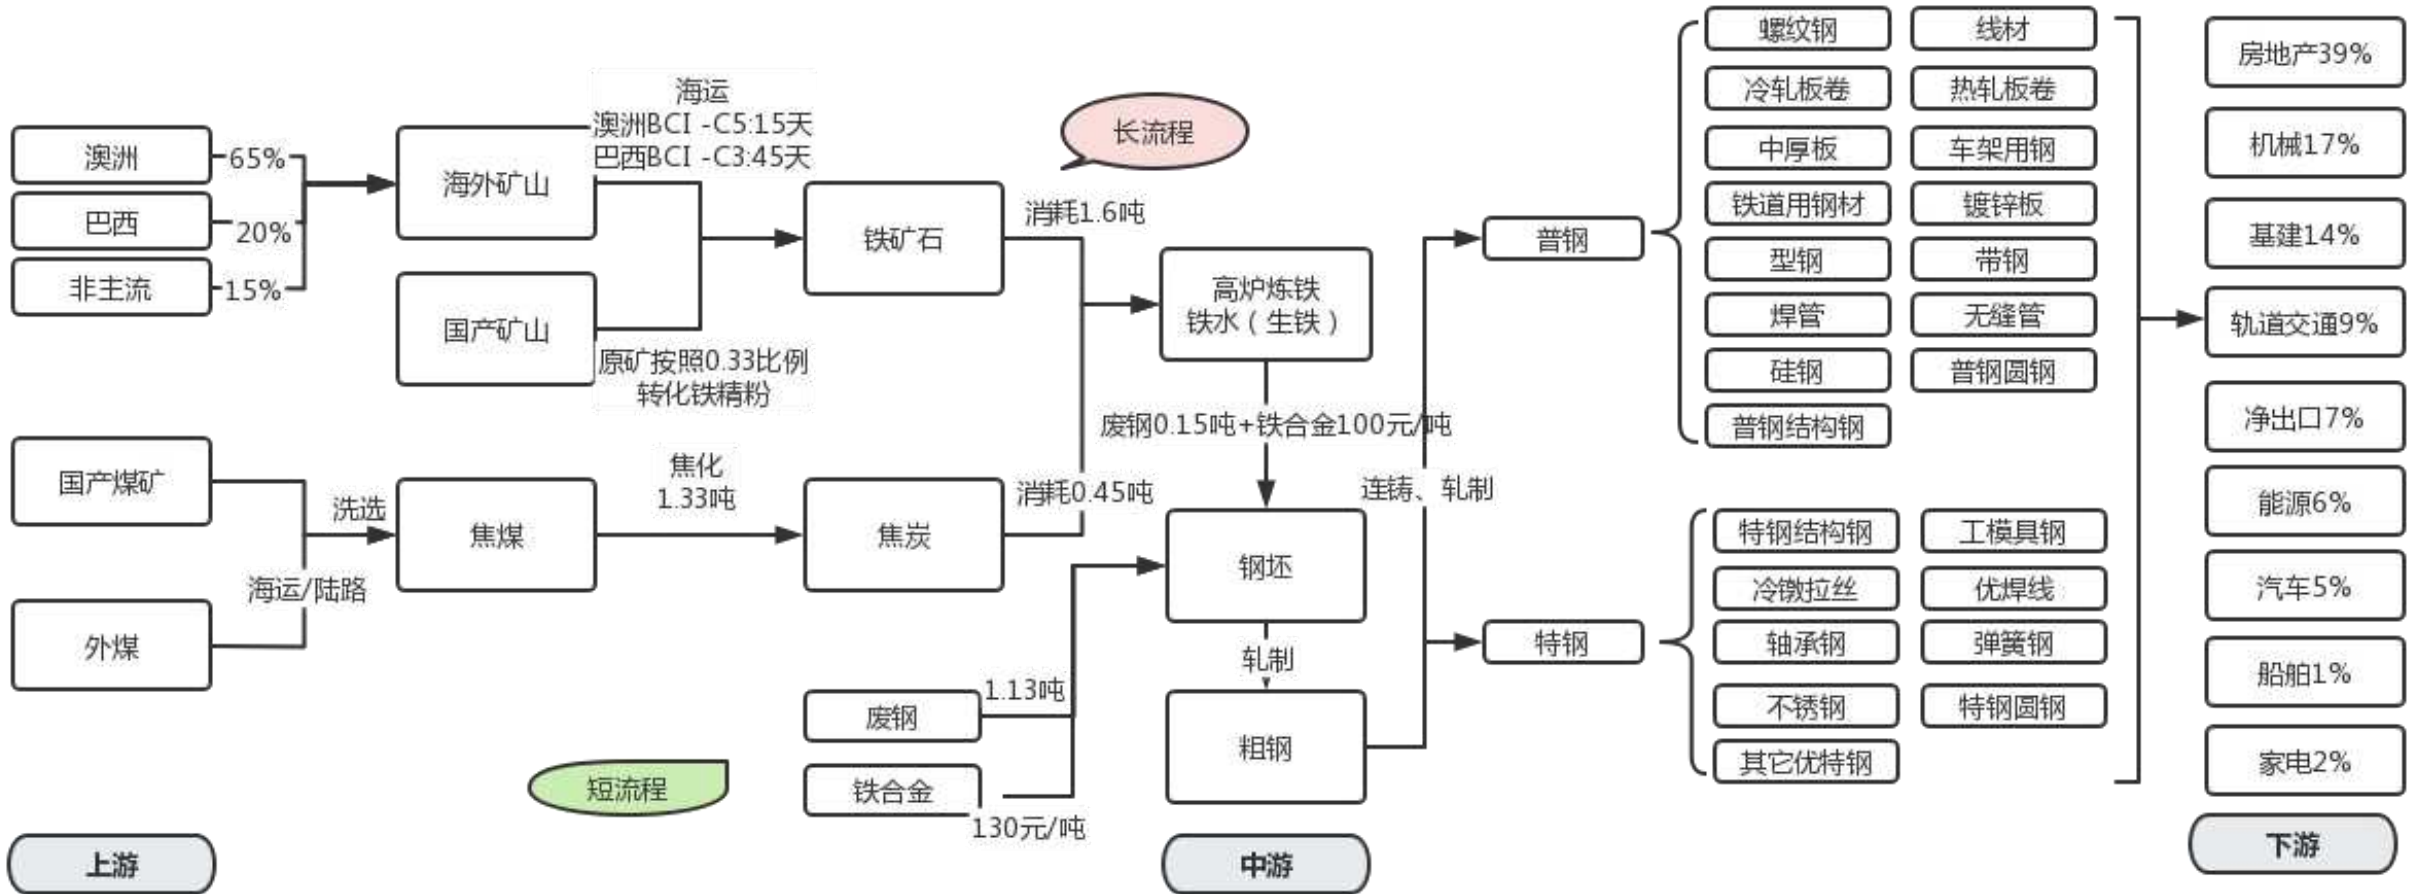 澳洲
65%
巴西
20%
非主流
15%
海外矿山
国产矿山
海运
澳洲BCI -C5:15天
巴西BCI -C3:45天
原矿按照0.33比例
转化铁精粉
铁矿石
消耗1.6吨
长流程
高炉炼铁
铁水（生铁）
国产煤矿
外煤
洗选
海运/陆路
焦煤
焦化
1.33吨
焦炭
消耗0.45吨
废钢0.15吨+铁合金100元/吨
钢坯
轧制
粗钢
废钢
1.13吨
铁合金
130元/吨
短流程
连铸、轧制
普钢
特钢
螺纹钢
线材
冷轧板卷
热轧板卷
中厚板
车架用钢
铁道用钢材
镀锌板
型钢
带钢
焊管
无缝管
硅钢
普钢圆钢
普钢结构钢
特钢结构钢
工模具钢
冷镦拉丝
优焊线
轴承钢
弹簧钢
不锈钢
特钢圆钢
其它优特钢
房地产39%
机械17%
基建14%
轨道交通9%
净出口7%
能源6%
汽车5%
船舶1%
家电2%
上游
中游
下游